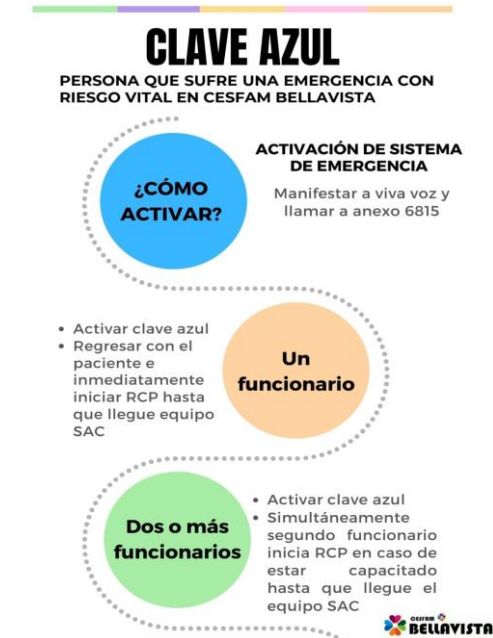 CLAVE AZUL
PERSONA QUE SUFRE UNA EMERGENCIA CON
RIESGO VITAL EN CESFAM BELLAVISTA
¿CÓMO
ACTIVAR?
ACTIVACIÓN DE SISTEMA
DE EMERGENCIA
Manifestar a viva voz y
llamar a anexo 6815
• Activar clave azul
• Regresar con el
paciente e
inmediatamente
iniciar RCP hasta
que llegue equipo
SAC
Un
funcionario
Dos o más
funcionarios
• Activar clave azul
• Simultáneamente
segundo funcionario
inicia RCP en caso de
estar capacitado
hasta que llegue el
equipo SAC
CESFAM
BELLAVISTA